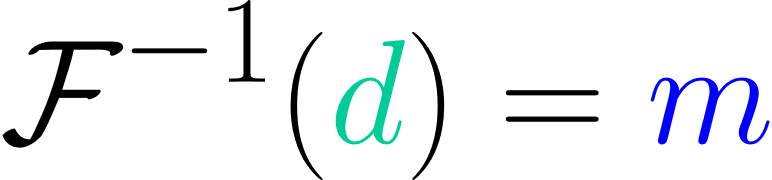 ℱ⁻¹(d) = m